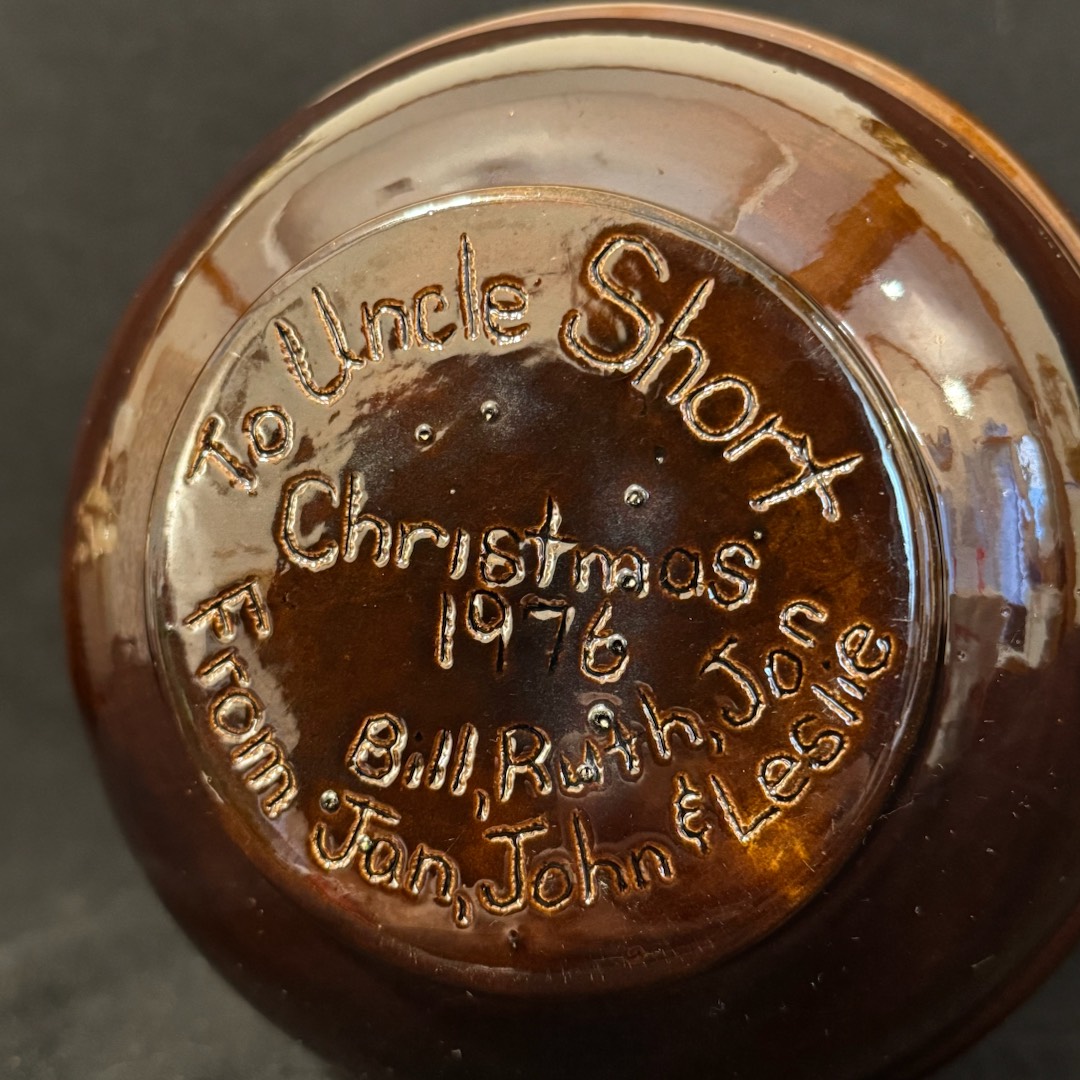 To Uncle Short
Christmas
1976
From
Bill, Ruth, Jon
Jan, John & Leslie